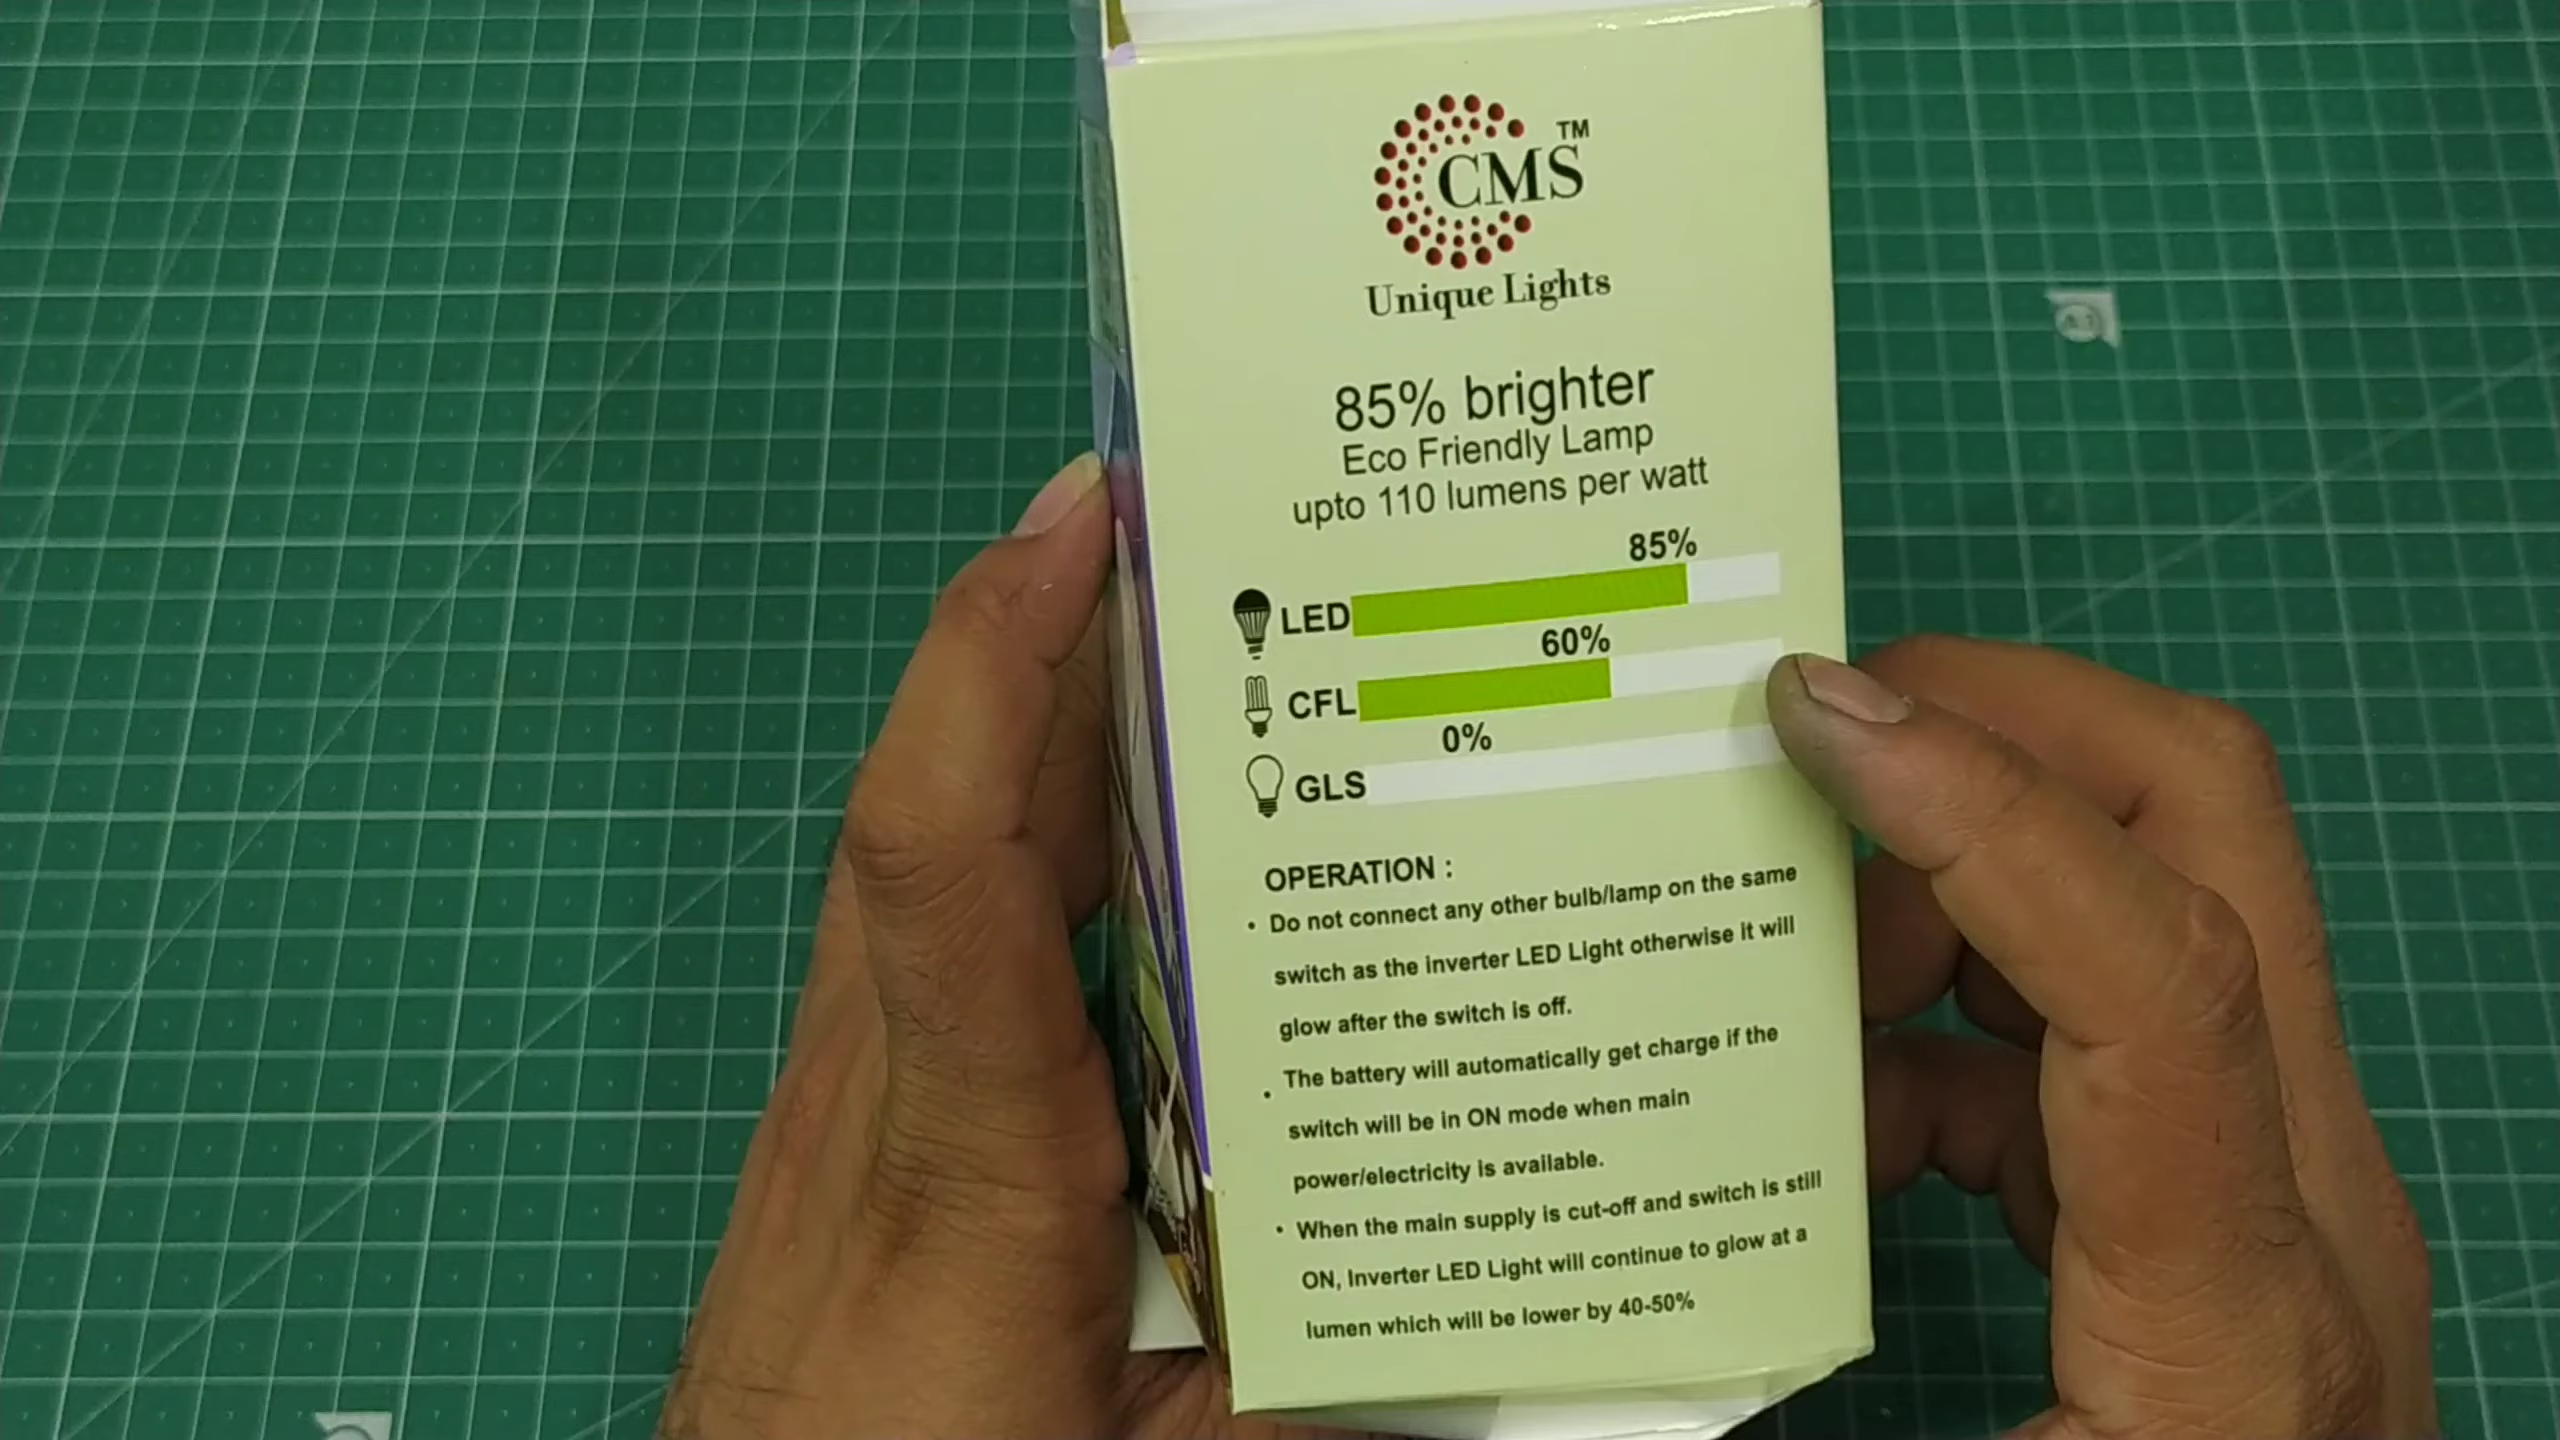 CMS™
Unique Lights
85% brighter
Eco Friendly Lamp
upto 110 lumens per watt
85%
LED
60%
CFL
0%
GLS
OPERATION :
• Do not connect any other bulb/lamp on the same
switch as the inverter LED Light otherwise it will
glow after the switch is off.
• The battery will automatically get charge if the
switch will be in ON mode when main
power/electricity is available.
• When the main supply is cut-off and switch is still
ON, Inverter LED Light will continue to glow at a
lumen which will be lower by 40-50%